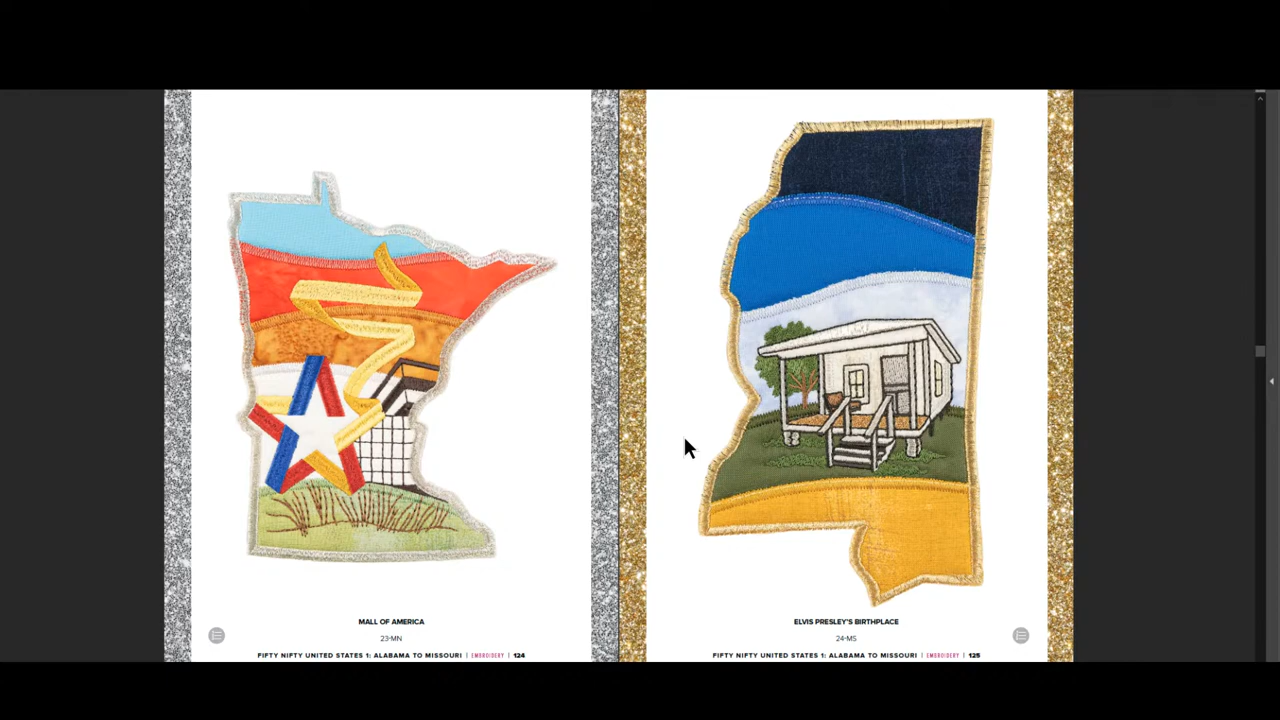 MALL OF AMERICA
23-MN
FIFTY NIFTY UNITED STATES 1: ALABAMA TO MISSOURI | EMBROIDERY | 124
ELVIS PRESLEY'S BIRTHPLACE
24-MS
FIFTY NIFTY UNITED STATES 1: ALABAMA TO MISSOURI | EMBROIDERY | 125